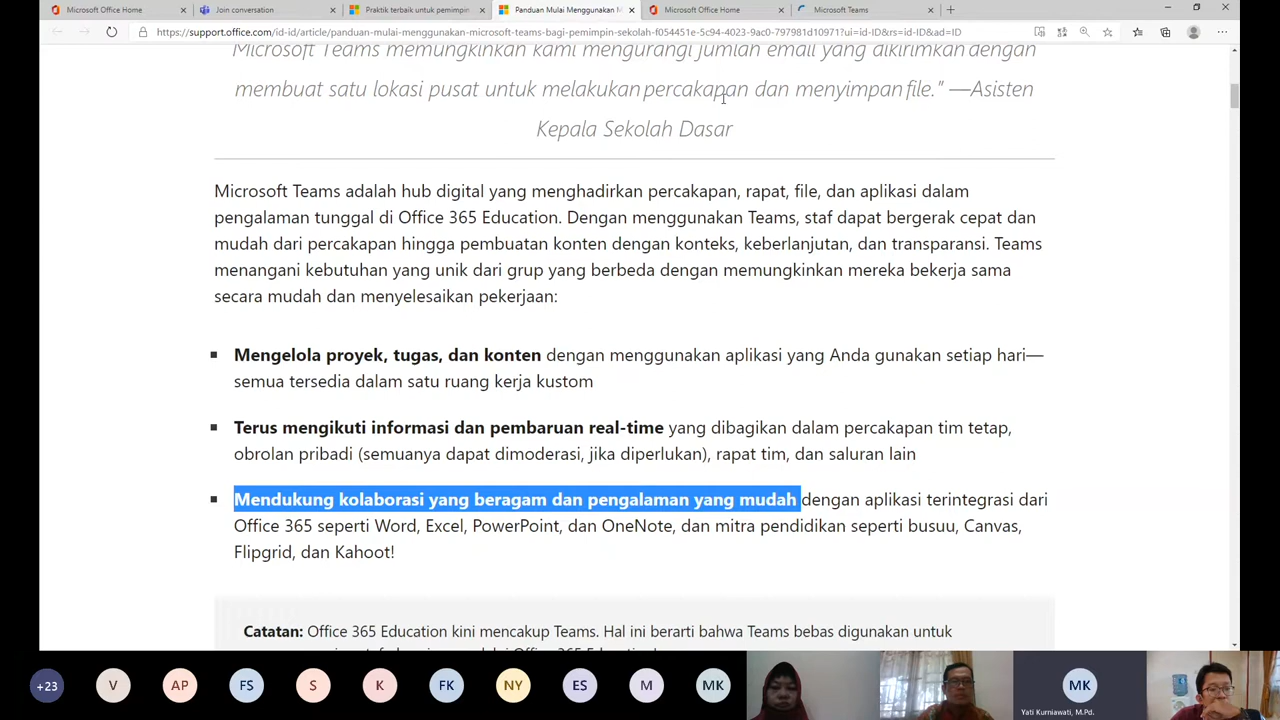 Microsoft Office Home
Join conversation
Praktik terbaik untuk pemimpin
Panduan Mulai Menggunakan M
Microsoft Office Home
Microsoft Teams
https://support.office.com/id-id/article/panduan-mulai-menggunakan-microsoft-teams-bagi-pemimpin-sekolah-f054451e-5c94-4023-9ac0-797981d10971?ui=id-ID&rs=id-ID&ad=ID
Microsoft Teams memungkinkan kami mengurangi jumlah email yang dikirimkan dengan
membuat satu lokasi pusat untuk melakukan percakapan dan menyimpan file." —Asisten
Kepala Sekolah Dasar
Microsoft Teams adalah hub digital yang menghadirkan percakapan, rapat, file, dan aplikasi dalam
pengalaman tunggal di Office 365 Education. Dengan menggunakan Teams, staf dapat bergerak cepat dan
mudah dari percakapan hingga pembuatan konten dengan konteks, keberlanjutan, dan transparansi. Teams
menangani kebutuhan yang unik dari grup yang berbeda dengan memungkinkan mereka bekerja sama
secara mudah dan menyelesaikan pekerjaan:
Mengelola proyek, tugas, dan konten dengan menggunakan aplikasi yang Anda gunakan setiap hari—
semua tersedia dalam satu ruang kerja kustom
Terus mengikuti informasi dan pembaruan real-time yang dibagikan dalam percakapan tim tetap,
obrolan pribadi (semuanya dapat dimoderasi, jika diperlukan), rapat tim, dan saluran lain
Mendukung kolaborasi yang beragam dan pengalaman yang mudah dengan aplikasi terintegrasi dari
Office 365 seperti Word, Excel, PowerPoint, dan OneNote, dan mitra pendidikan seperti busuu, Canvas,
Flipgrid, dan Kahoot!
Catatan: Office 365 Education kini mencakup Teams. Hal ini berarti bahwa Teams bebas digunakan untuk
+23
V
AP
FS
S
K
FK
NY
ES
M
MK
MK
Yati Kurniawati, M.Pd.